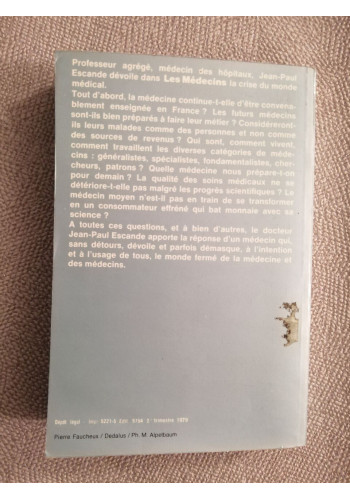 Professeur agrégé, médecin des hôpitaux, Jean-Paul
Escande dévoile dans Les Médecins la crise du monde
médical.
Tout d'abord, la médecine continue-t-elle d'être convena-
blement enseignée en France ? Les futurs médecins
sont-ils bien préparés à faire leur métier ? Considereront-
ils leurs malades comme des personnes et non comme
des sources de revenus ? Qui sont, comment vivent,
comment travaillent les diverses catégories de méde-
cins : généralistes, spécialistes, fondamentalistes, cher-
cheurs, patrons ? Quelle médecine nous prépare-t-on
pour demain ? La qualité des soins médicaux ne se
détériore-t-elle pas malgré les progrès scientifiques ? Le
médecin moyen n'est-il pas en train de se transformer
en un consommateur effréné qui bat monnaie avec sa
science ?
A toutes ces questions, et à bien d'autres, le docteur
Jean-Paul Escande apporte la réponse d'un médecin qui,
sans détours, dévoile et parfois démasque, à l'intention
et à l'usage de tous, le monde fermé de la médecine et
des médecins.
Dépôt légal 2e trimestre 1975
Pierre Faucheux / Dedalus / Ph. M. Alpelbaum